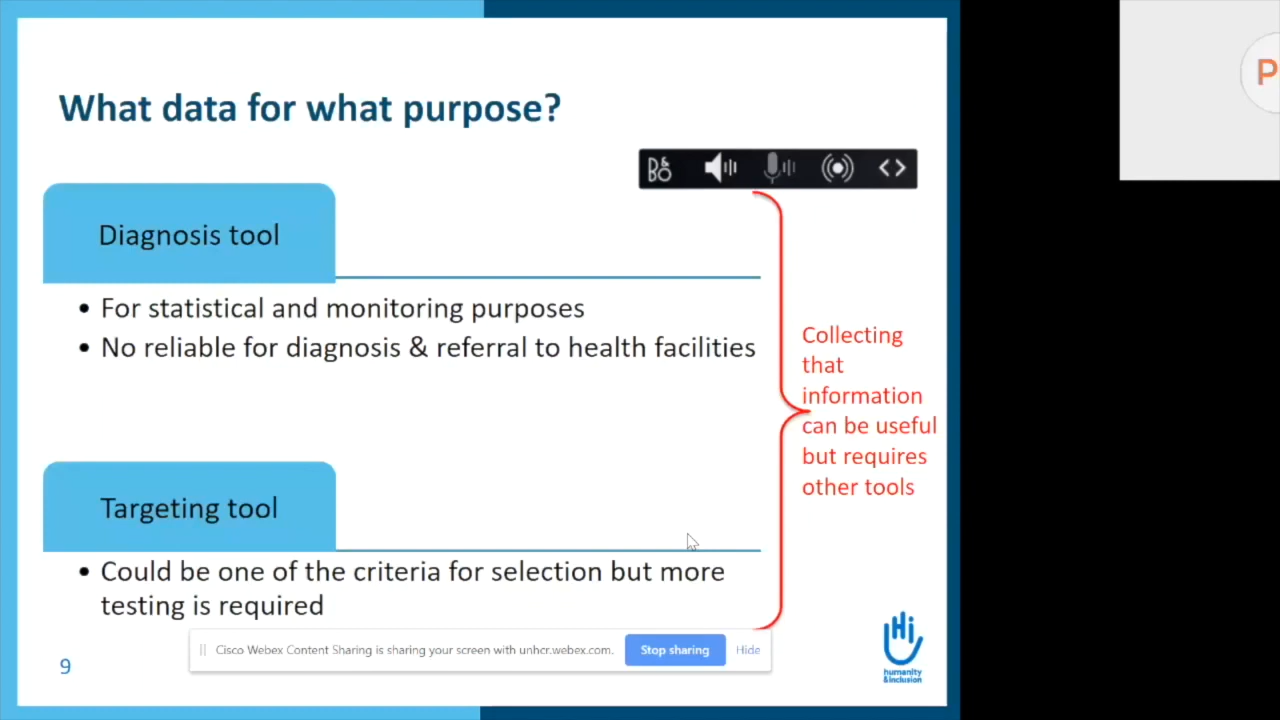 What data for what purpose?
B&O
Diagnosis tool
• For statistical and monitoring purposes
• No reliable for diagnosis & referral to health facilities
Collecting
that
information
can be useful
but requires
other tools
Targeting tool
• Could be one of the criteria for selection but more
testing is required
Cisco Webex Content Sharing is sharing your screen with unhcr.webex.com.
Stop sharing
Hide
9
Hi
humanity
&inclusion
P